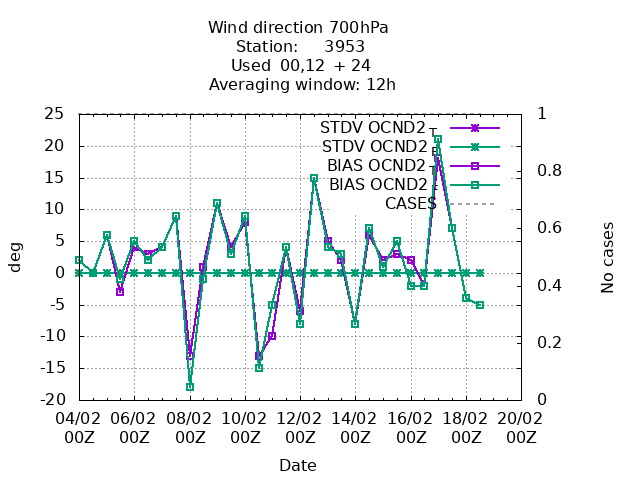 Wind direction 700hPa
Station: 3953
Used 00,12 + 24
Averaging window: 12h
25
20
15
10
5
0
-5
-10
-15
-20
deg
1
0.8
0.6
0.4
0.2
0
No cases
STDV OCND2
STDV OCND2
BIAS OCND2
BIAS OCND2
CASES
04/02 06/02 08/02 10/02 12/02 14/02 16/02 18/02 20/02
00Z 00Z 00Z 00Z 00Z 00Z 00Z 00Z 00Z
Date